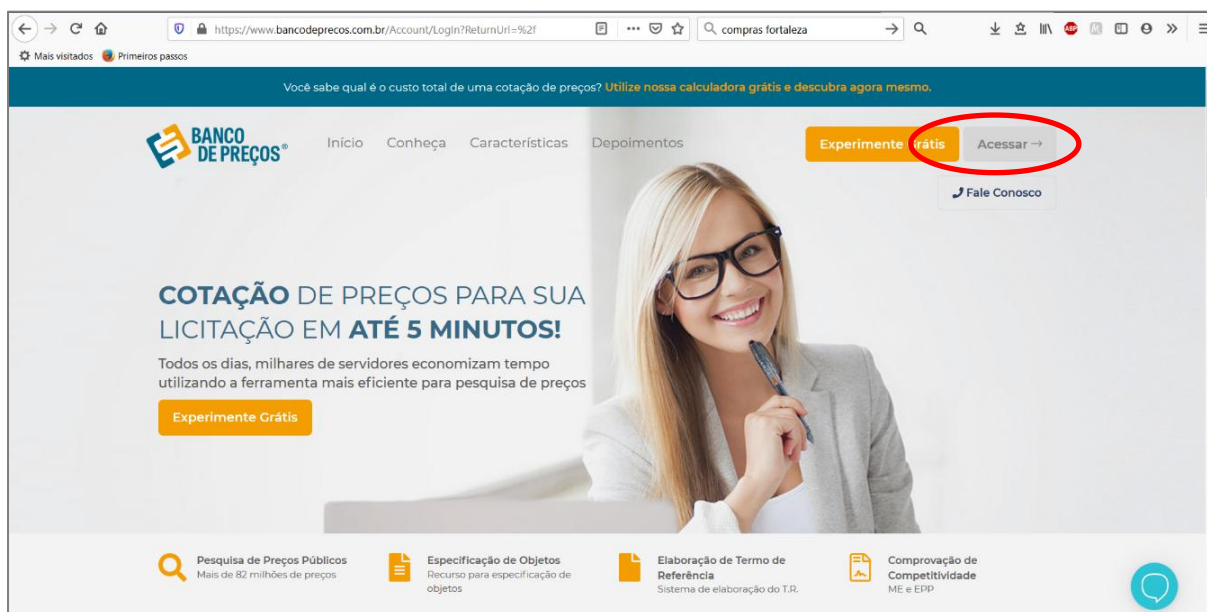 https://www.bancodeprecos.com.br/Account/Login?ReturnUrl=%2f
compras fortaleza
Mais visitados
Primeiros passos
Você sabe qual é o custo total de uma cotação de preços? Utilize nossa calculadora grátis e descubra agora mesmo.
BANCO
DE PREÇOS®
Início
Conheça
Características
Depoimentos
Experimente Grátis
Acessar →
Fale Conosco
COTAÇÃO DE PREÇOS PARA SUA
LICITAÇÃO EM ATÉ 5 MINUTOS!
Todos os dias, milhares de servidores economizam tempo
utilizando a ferramenta mais eficiente para pesquisa de preços
Experimente Grátis
Pesquisa de Preços Públicos
Mais de 82 milhões de preços
Especificação de Objetos
Recurso para especificação de
objetos
Elaboração de Termo de
Referência
Sistema de elaboração do T.R.
Comprovação de
Competitividade
ME e EPP